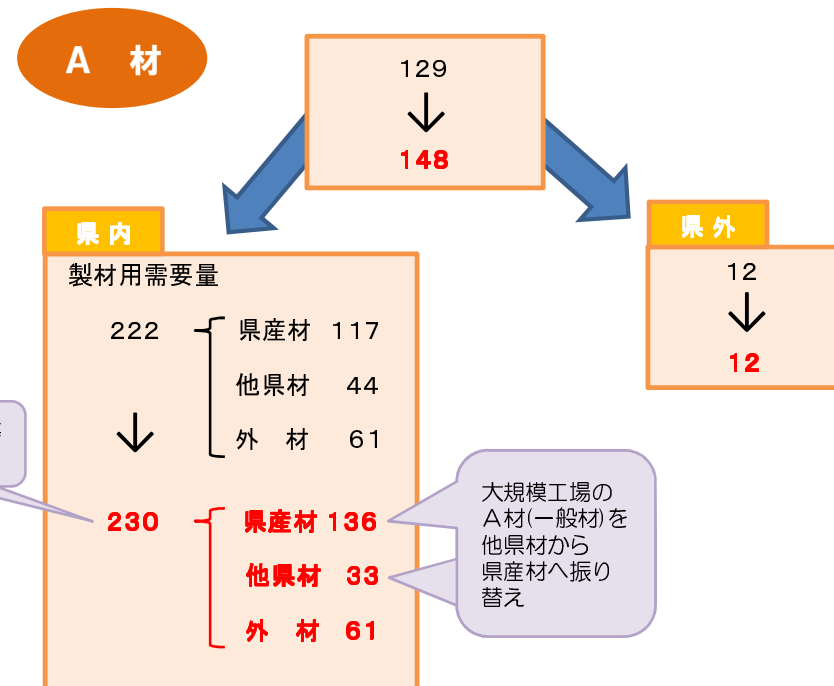 A 材
129
↓
148
県内
県外
製材用需要量
222 県産材 117
他県材 44
外 材 61
↓
230 県産材 136
他県材 33
外 材 61
12
↓
12
大規模工場の
A材(一般材)を
他県材から
県産材へ振り
替え